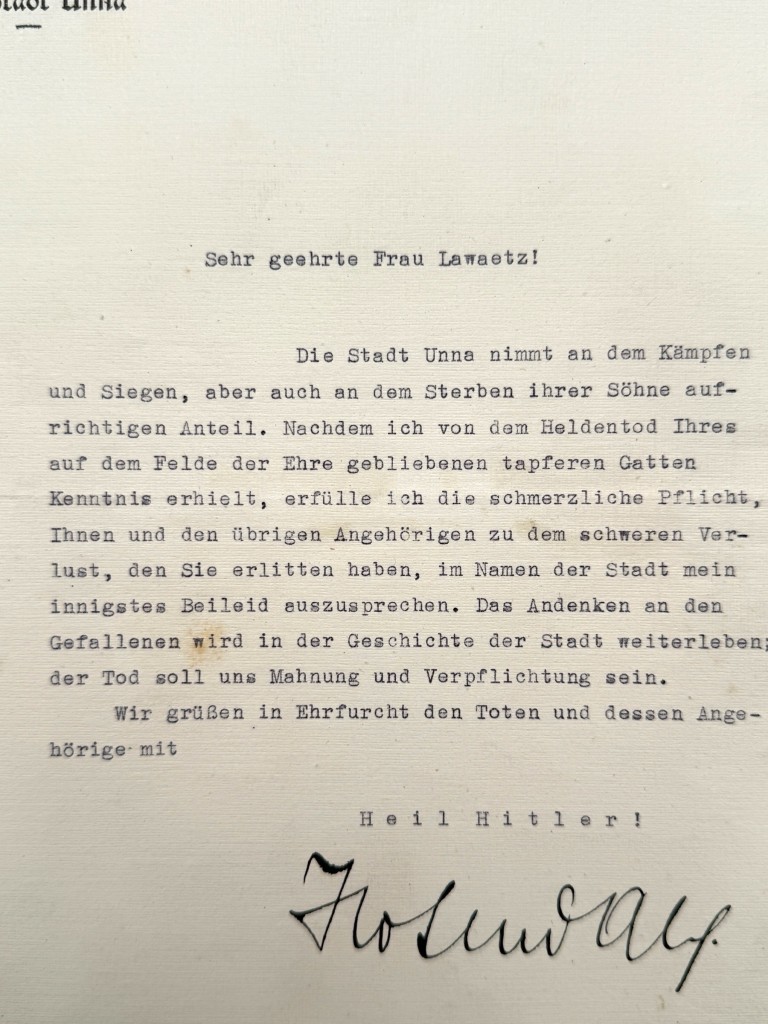 Stadt Unna
Sehr geehrte Frau Lawaetz!
Die Stadt Unna nimmt an dem Kämpfen
und Siegen, aber auch an dem Sterben ihrer Söhne auf-
richtigen Anteil. Nachdem ich von dem Heldentod Ihres
auf dem Felde der Ehre gebliebenen tapferen Gatten
Kenntnis erhielt, erfülle ich die schmerzliche Pflicht,
Ihnen und den übrigen Angehörigen zu dem schweren Ver-
lust, den Sie erlitten haben, im Namen der Stadt mein
innigstes Beileid auszusprechen. Das Andenken an den
Gefallenen wird in der Geschichte der Stadt weiterleben;
der Tod soll uns Mahnung und Verpflichtung sein.
Wir grüßen in Ehrfurcht den Toten und dessen Ange-
hörige mit
Heil Hitler!